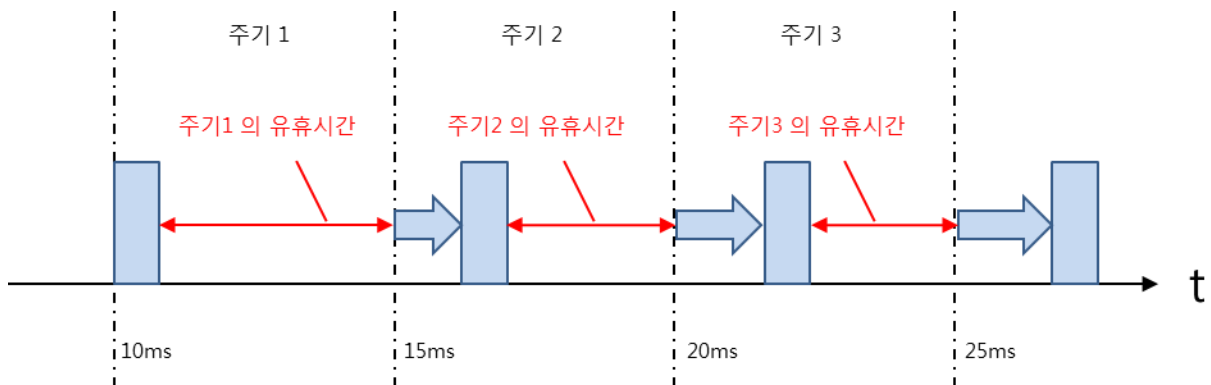 주기 1
주기 2
주기 3
주기1 의 유휴시간
주기2 의 유휴시간
주기3 의 유휴시간
t
10ms
15ms
20ms
25ms